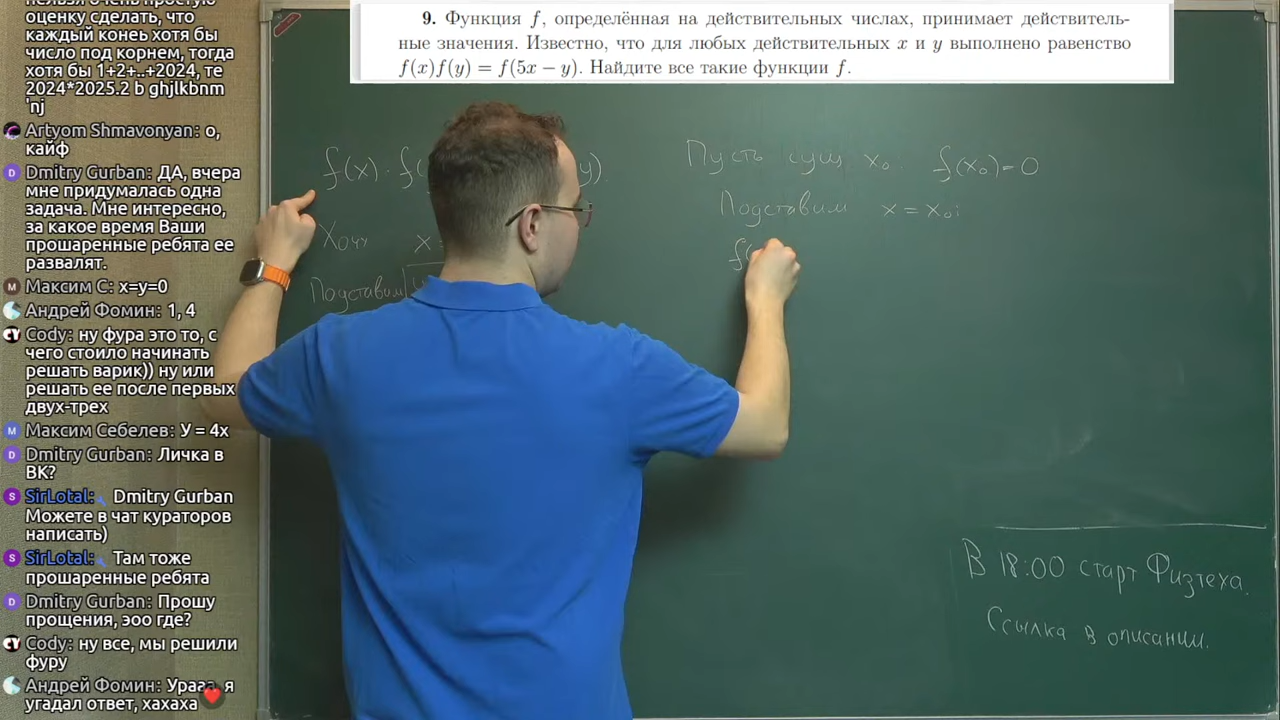 нельзя очень простую
оценку сделать, что
каждый конеь хотя бы
число под корнем, тогда
хотя бы 1+2+..+2024, те
2024*2025.2 b ghjlkbnm
'nj
Artyom Shmavonyan: о,
кайф
Dmitry Gurban: ДА, вчера
мне придумалась одна
задача. Мне интересно,
за какое время Ваши
прошаренные ребята ее
развалят.
Максим С: x=y=0
Андрей Фомин: 1, 4
Cody: ну фура это то, с
чего стоило начинать
решать варик)) ну или
решать ее после первых
двух-трех
Максим Себелев: У = 4х
Dmitry Gurban: Личка в
ВК?
SirLotal: Dmitry Gurban
Можете в чат кураторов
написать)
SirLotal: Там тоже
прошаренные ребята
Dmitry Gurban: Прошу
прощения, эоо где?
Cody: ну все, мы решили
фуру
Андрей Фомин: Урааа, я
угадал ответ, хахаха
9. Функция f, определённая на действительных числах, принимает действитель-
ные значения. Известно, что для любых действительных x и y выполнено равенство
f(x)f(y) = f(5x − y). Найдите все такие функции f.
f(x) · f( y)
Хочу x =
Подставим
Пусть сущ x₀.. f(x₀)=0
Подставим x = x₀:
f(
В 18:00 старт Физтеха.
Ссылка в описании.